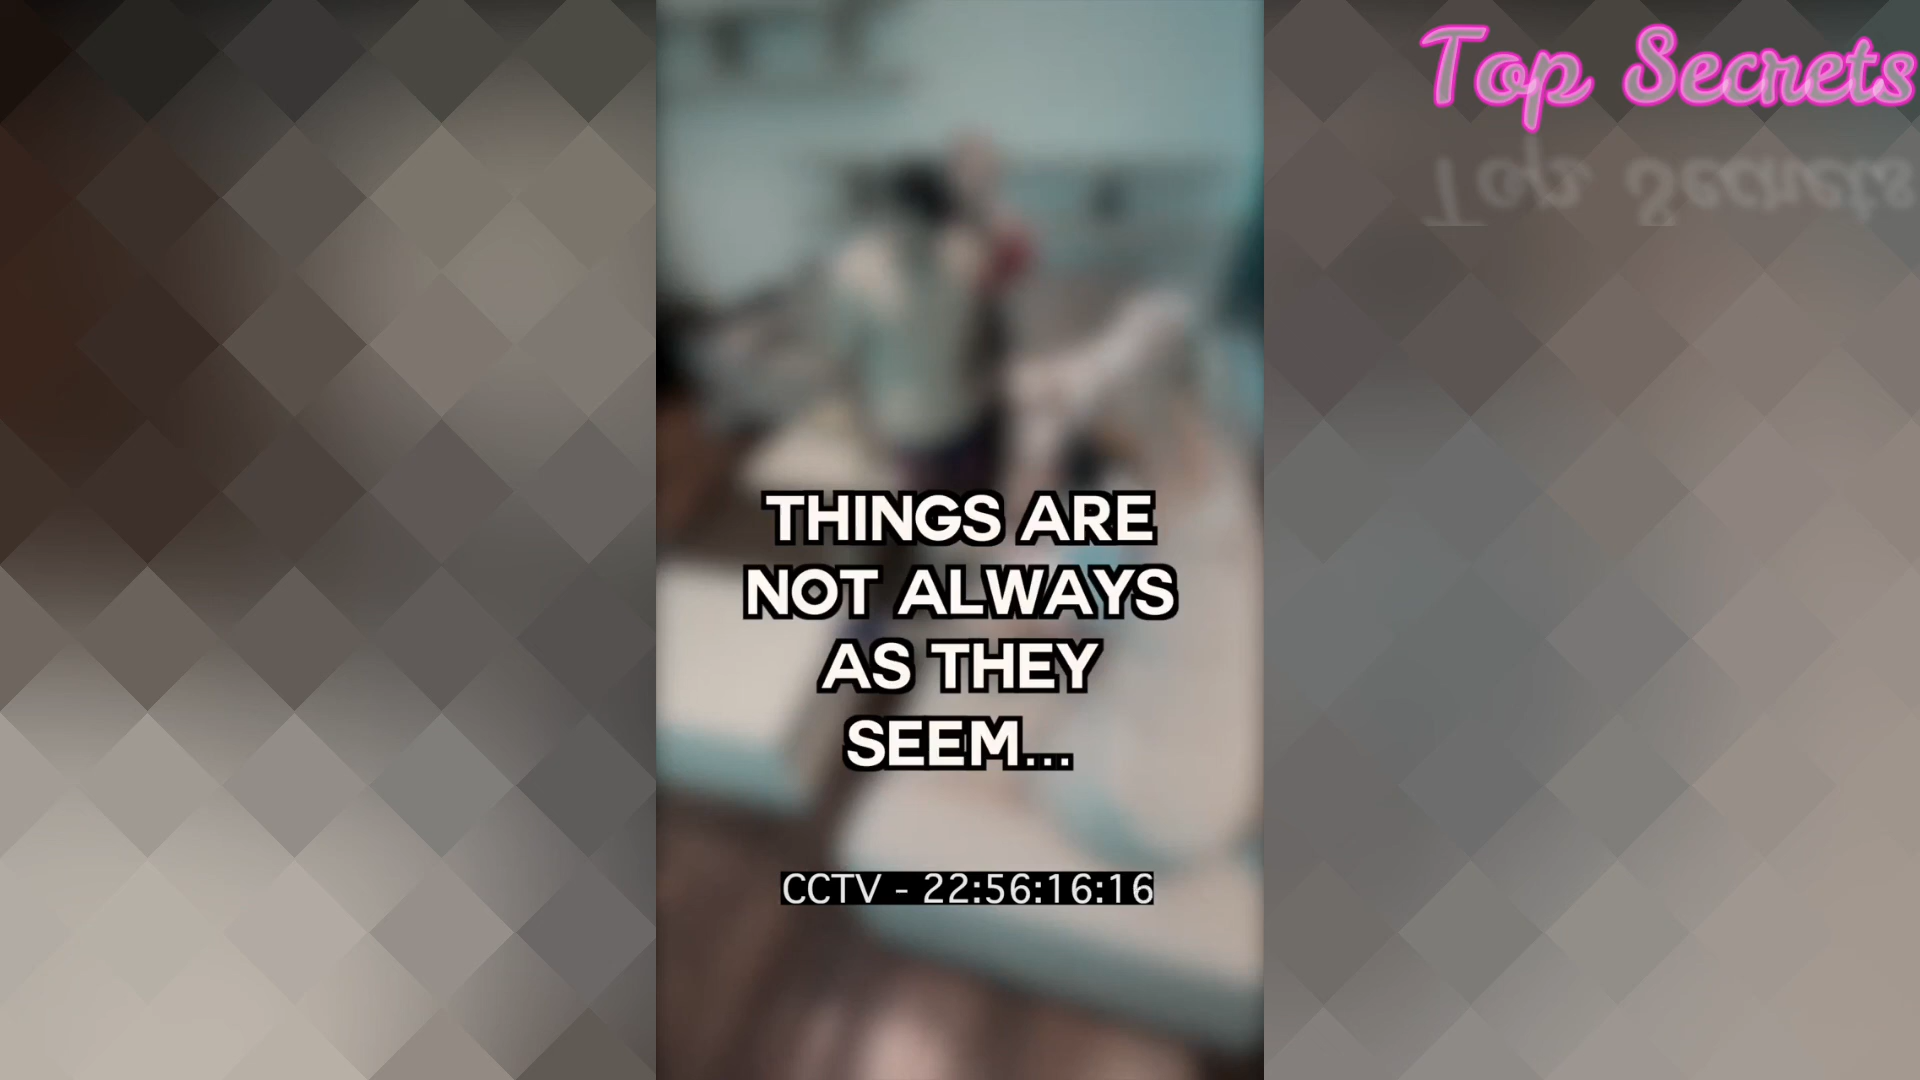 Top Secrets
THINGS ARE
NOT ALWAYS
AS THEY
SEEM...
CCTV - 22:56:16:16